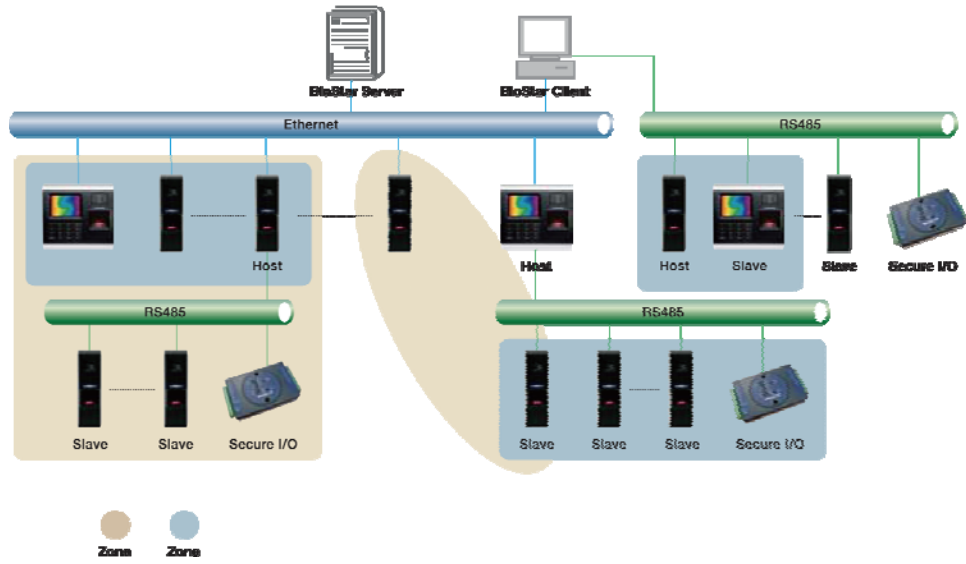 BioStar Server
BioStar Client
Ethernet
RS485
Host
Host
Host
Slave
Slave
Secure I/O
RS485
RS485
Slave
Slave
Secure I/O
Slave
Slave
Slave
Secure I/O
Zone
Zone